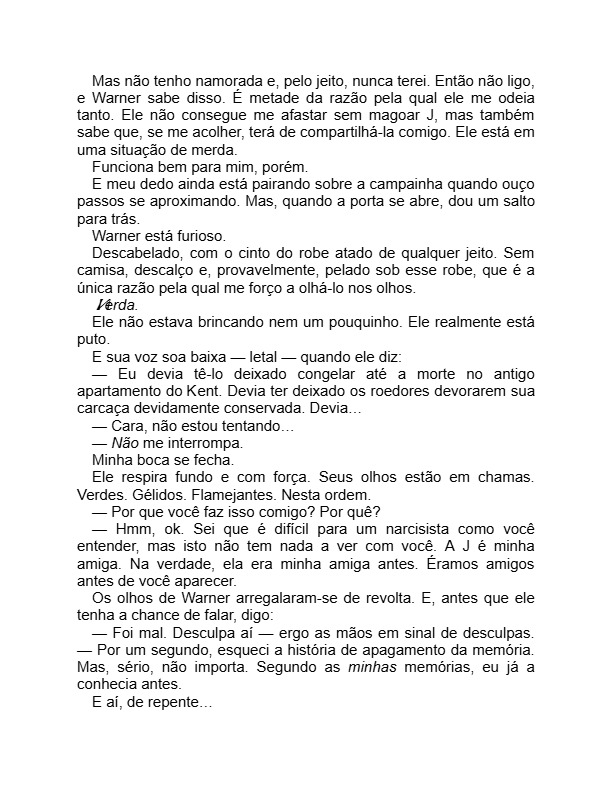 Mas não tenho namorada e, pelo jeito, nunca terei. Então não ligo,
e Warner sabe disso. É metade da razão pela qual ele me odeia
tanto. Ele não consegue me afastar sem magoar J, mas também
sabe que, se me acolher, terá de compartilhá-la comigo. Ele está em
uma situação de merda.
Funciona bem para mim, porém.
E meu dedo ainda está pairando sobre a campainha quando ouço
passos se aproximando. Mas, quando a porta se abre, dou um salto
para trás.
Warner está furioso.
Descabelado, com o cinto do robe atado de qualquer jeito. Sem
camisa, descalço e, provavelmente, pelado sob esse robe, que é a
única razão pela qual me forço a olhá-lo nos olhos.
Ele não estava brincando nem um pouquinho. Ele realmente está
puto.
E sua voz soa baixa — letal — quando ele diz:
— Eu devia tê-lo deixado congelar até a morte no antigo
apartamento do Kent. Devia ter deixado os roedores devorarem sua
carcaça devidamente conservada. Devia…
— Cara, não estou tentando…
— Não me interrompa.
Minha boca se fecha.
Ele respira fundo e com força. Seus olhos estão em chamas.
Verdes. Gélidos. Flamejantes. Nesta ordem.
— Por que você faz isso comigo? Por quê?
— Hmm, ok. Sei que é difícil para um narcisista como você
entender, mas isto não tem nada a ver com você. A J é minha
amiga. Na verdade, ela era minha amiga antes. Éramos amigos
antes de você aparecer.
Os olhos de Warner arregalaram-se de revolta. E, antes que ele
tenha a chance de falar, digo:
— Foi mal. Desculpa aí — ergo as mãos em sinal de desculpas.
— Por um segundo, esqueci a história de apagamento da memória.
Mas, sério, não importa. Segundo as minhas memórias, eu já a
conhecia antes.
E aí, de repente…